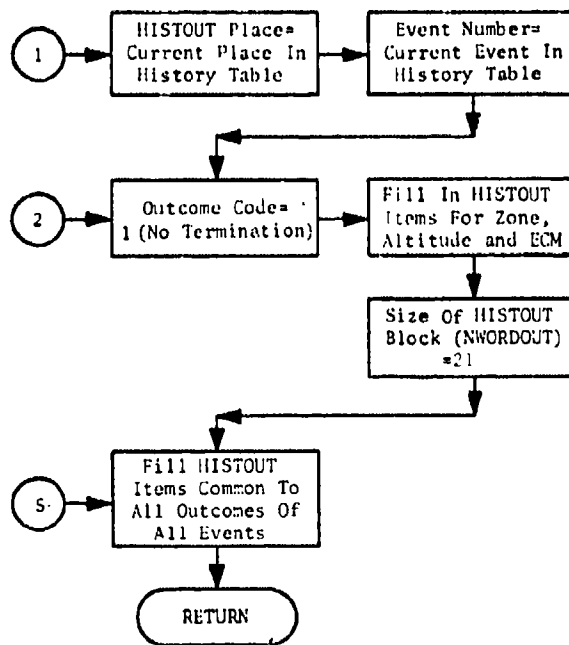 1
HISTOUT Place=
Current Place In
History Table
Event Number=
Current Event In
History Table
2
Outcome Code=
1 (No Termination)
Fill In HISTOUT
Items For Zone,
Altitude and ECM
Size Of HISTOUT
Block (NWORDOUT)
=21
Fill HISTOUT
Items Common To
All Outcomes Of
All Events
RETURN